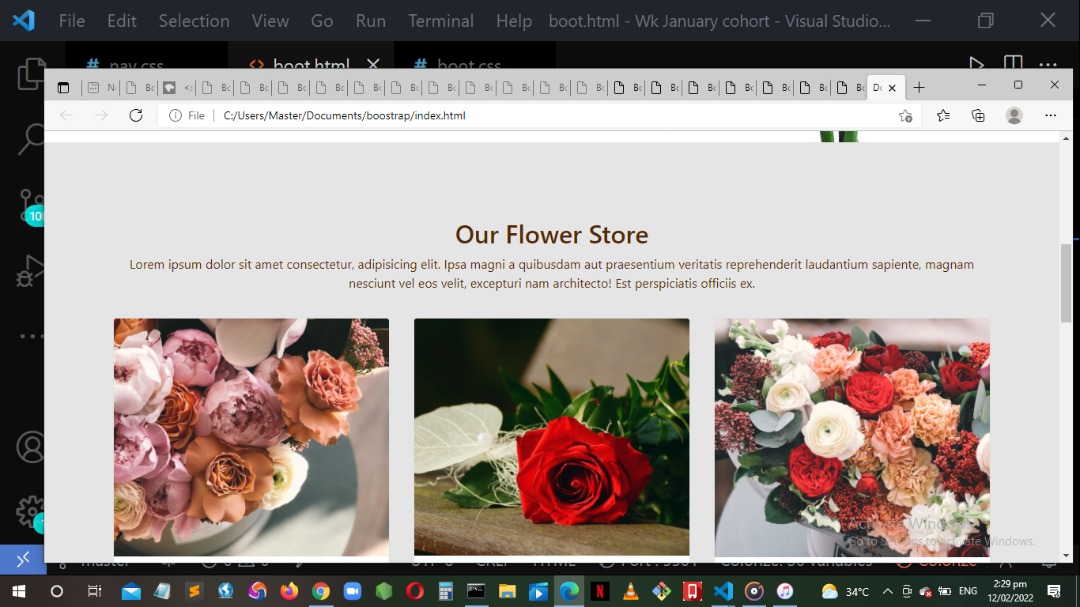 File Edit Selection View Go Run Terminal Help boot.html - Wk January cohort - Visual Studio...
# nav.css <> boot.html # boot.css
File C:/Users/Master/Documents/boostrap/index.html
10
Our Flower Store
Lorem ipsum dolor sit amet consectetur, adipisicing elit. Ipsa magni a quibusdam aut praesentium veritatis reprehenderit laudantium sapiente, magnam
nesciunt vel eos velit, excepturi nam architecto! Est perspiciatis officiis ex.
Activate Windows
Go to Settings to activate Windows.
master
34°C ENG 2:29 pm
12/02/2022